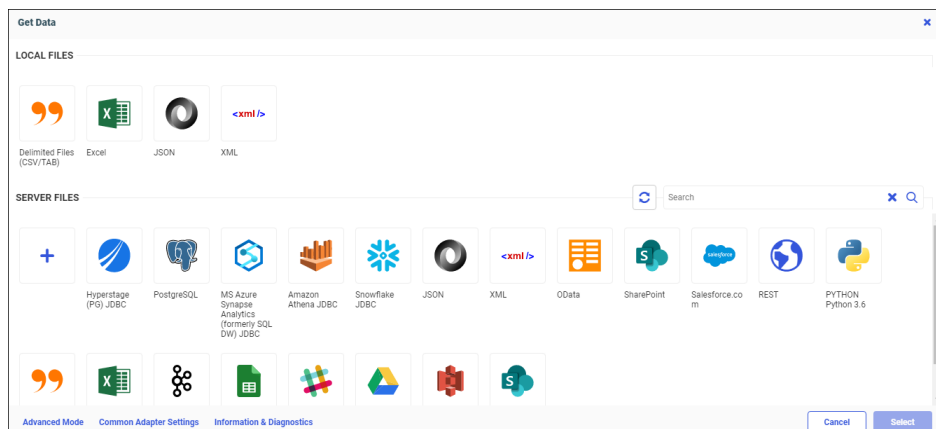 Get Data
LOCAL FILES
<xml />
Delimited Files
(CSV/TAB)
Excel
JSON
XML
SERVER FILES
Search
<xml />
salesforce
Hyperstage
(PG) JDBC
PostgreSQL
MS Azure
Synapse
Analytics
(formerly SQL
DW) JDBC
Amazon
Athena JDBC
Snowflake
JDBC
JSON
XML
OData
SharePoint
Salesforce.co
m
REST
PYTHON
Python 3.6
Advanced Mode
Common Adapter Settings
Information & Diagnostics
Cancel
Select